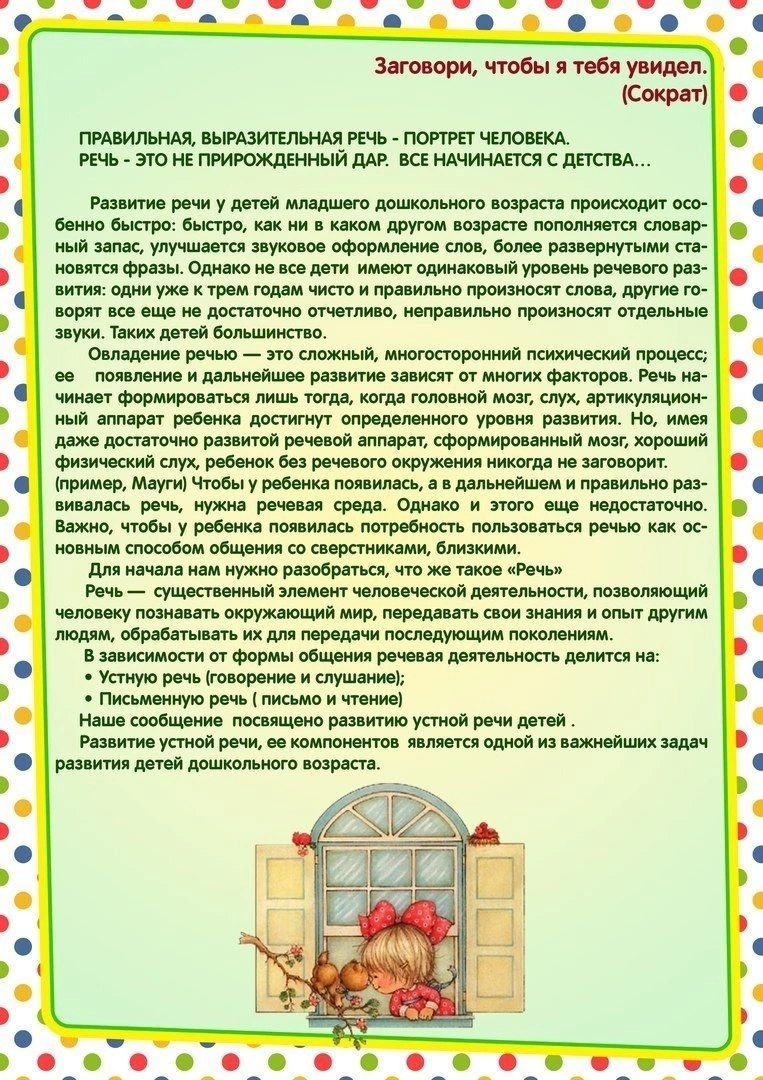 Заговори, чтобы я тебя увидел.
(Сократ)
ПРАВИЛЬНАЯ, ВЫРАЗИТЕЛЬНАЯ РЕЧЬ - ПОРТРЕТ ЧЕЛОВЕКА.
РЕЧЬ - ЭТО НЕ ПРИРОЖДЕННЫЙ ДАР. ВСЕ НАЧИНАЕТСЯ С ДЕТСТВА...
Развитие речи у детей младшего дошкольного возраста происходит осо-
бенно быстро: быстро, как ни в каком другом возрасте пополняется словар-
ный запас, улучшается звуковое оформление слов, более развернутыми ста-
новятся фразы. Однако не все дети имеют одинаковый уровень речевого раз-
вития: одни уже к трем годам чисто и правильно произносят слова, другие го-
ворят все еще не достаточно отчетливо, неправильно произносят отдельные
звуки. Таких детей большинство.
Овладение речью — это сложный, многосторонний психический процесс;
ее появление и дальнейшее развитие зависят от многих факторов. Речь на-
чинает формироваться лишь тогда, когда головной мозг, слух, артикуляцион-
ный аппарат ребенка достигнут определенного уровня развития. Но, имея
даже достаточно развитой речевой аппарат, сформированный мозг, хороший
физический слух, ребенок без речевого окружения никогда не заговорит.
(пример, Мауги) Чтобы у ребенка появилась, а в дальнейшем и правильно раз-
вивалась речь, нужна речевая среда. Однако и этого еще недостаточно.
Важно, чтобы у ребенка появилась потребность пользоваться речью как ос-
новным способом общения со сверстниками, близкими.
Для начала нам нужно разобраться, что же такое «Речь»
Речь — существенный элемент человеческой деятельности, позволяющий
человеку познавать окружающий мир, передавать свои знания и опыт другим
людям, обрабатывать их для передачи последующим поколениям.
В зависимости от формы общения речевая деятельность делится на:
• Устную речь (говорение и слушание);
• Письменную речь ( письмо и чтение)
Наше сообщение посвящено развитию устной речи детей .
Развитие устной речи, ее компонентов является одной из важнейших задач
развития детей дошкольного возраста.